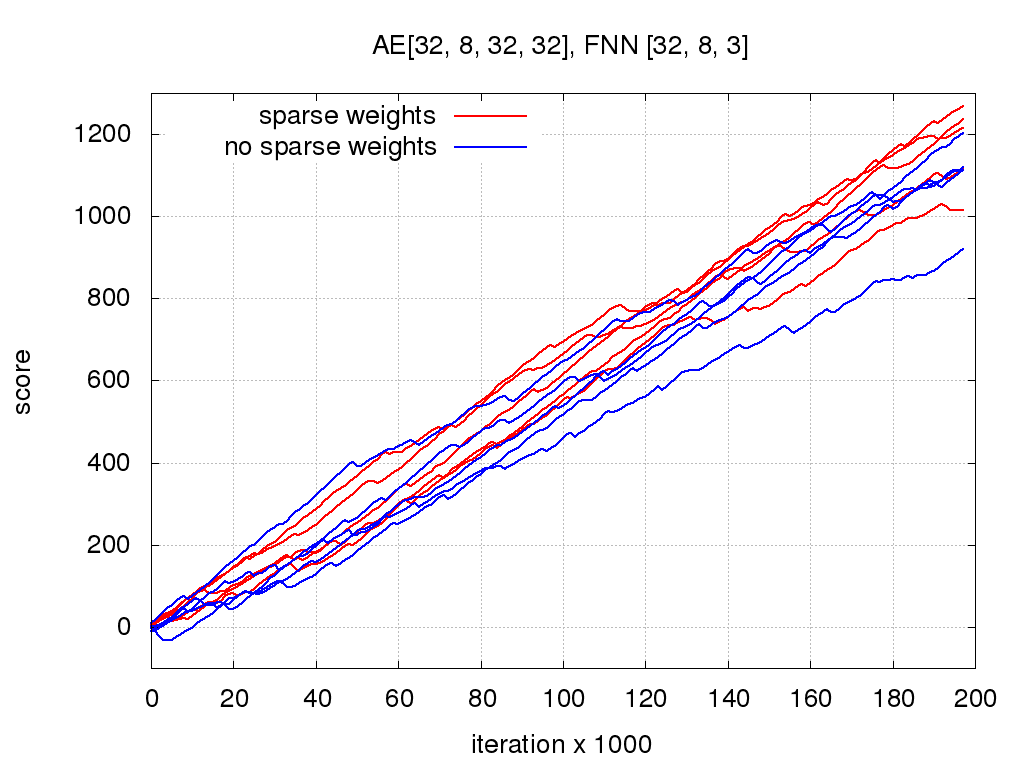 AE[32, 8, 32, 32], FNN [32, 8, 3]
sparse weights
no sparse weights
1200
1000
800
600
400
200
0
score
0 20 40 60 80 100 120 140 160 180 200
iteration x 1000